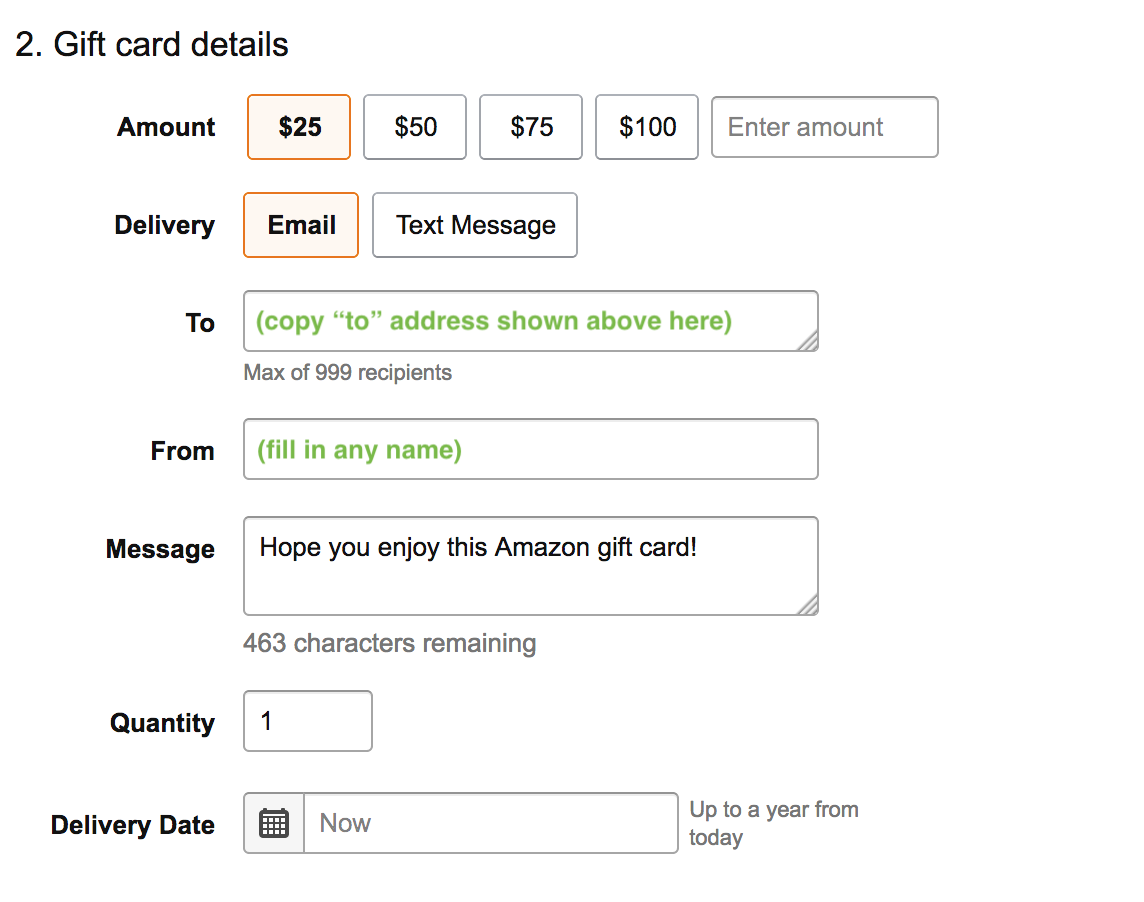 2. Gift card details
Amount $25 $50 $75 $100 Enter amount
Delivery Email Text Message
To (copy “to” address shown above here)
Max of 999 recipients
From (fill in any name)
Message Hope you enjoy this Amazon gift card!
463 characters remaining
Quantity 1
Delivery Date Now Up to a year from
today